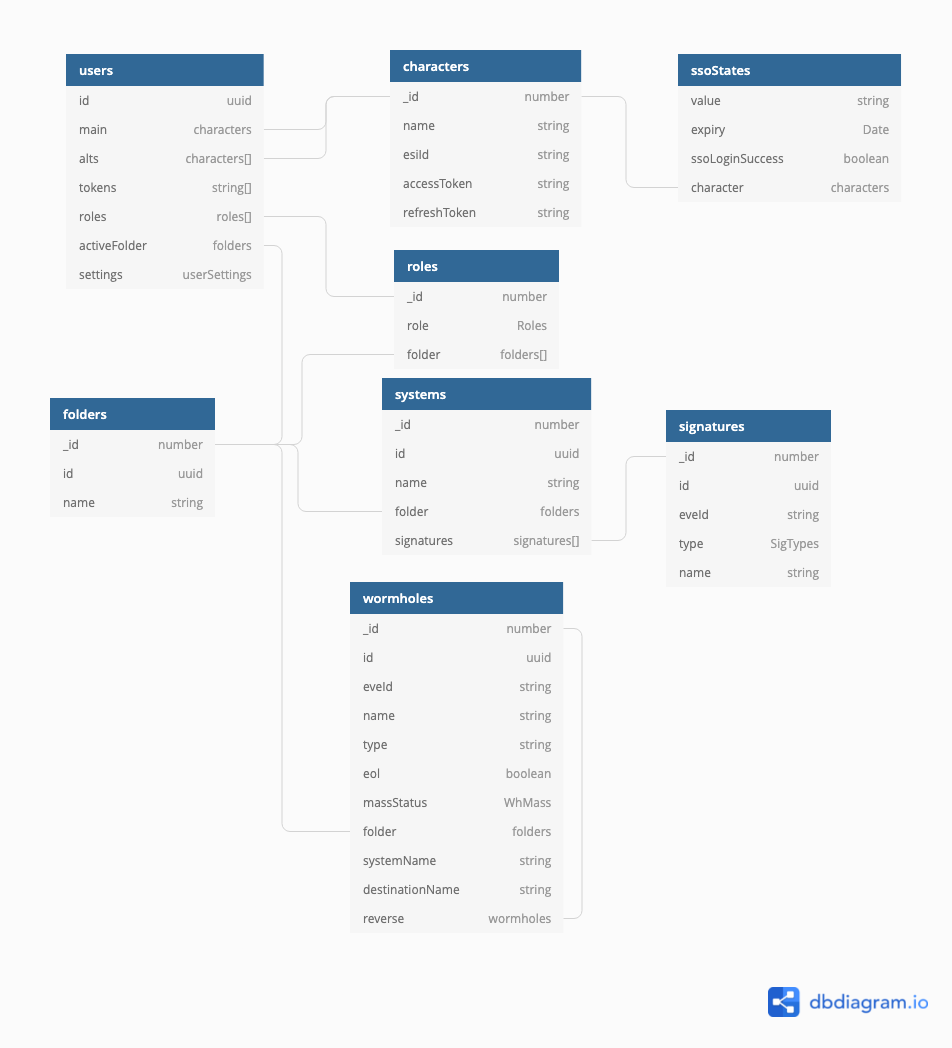 users
id uuid
main characters
alts characters[]
tokens string[]
roles roles[]
activeFolder folders
settings userSettings
characters
_id number
name string
esiId string
accessToken string
refreshToken string
ssoStates
value string
expiry Date
ssoLoginSuccess boolean
character characters
roles
_id number
role Roles
folder folders[]
folders
_id number
id uuid
name string
systems
_id number
id uuid
name string
folder folders
signatures signatures[]
signatures
_id number
id uuid
eveId string
type SigTypes
name string
wormholes
_id number
id uuid
eveId string
name string
type string
eol boolean
massStatus WhMass
folder folders
systemName string
destinationName string
reverse wormholes
dbdiagram.io